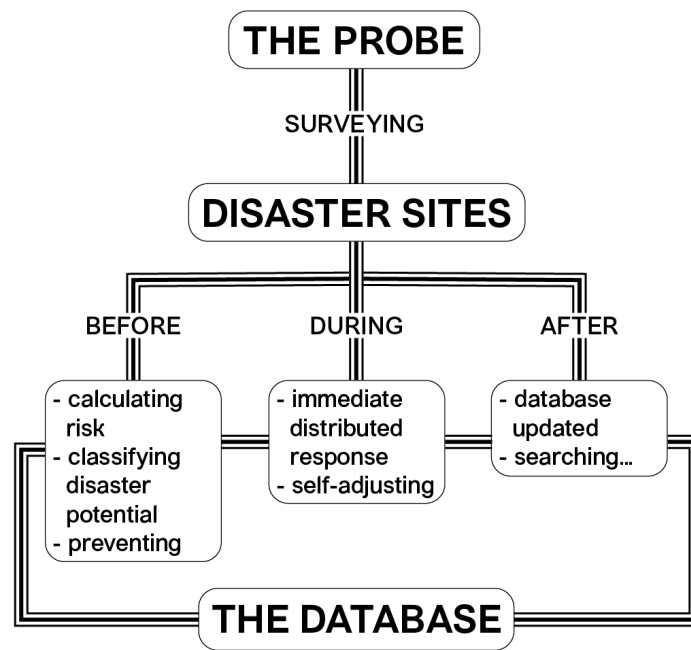 THE PROBE
SURVEYING
DISASTER SITES
BEFORE
DURING
AFTER
- calculating
risk
- classifying
disaster
potential
- preventing
- immediate
distributed
response
- self-adjusting
- database
updated
- searching...
THE DATABASE